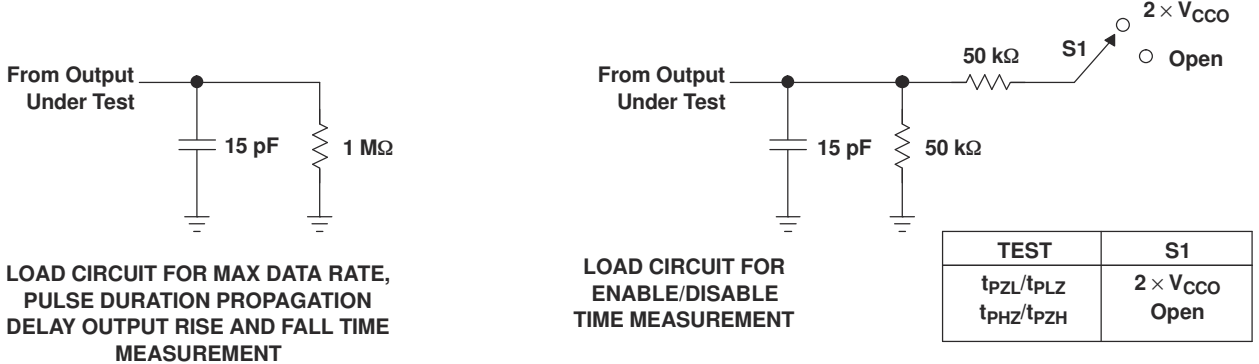 From Output
Under Test
15 pF
1 MΩ
LOAD CIRCUIT FOR MAX DATA RATE,
PULSE DURATION PROPAGATION
DELAY OUTPUT RISE AND FALL TIME
MEASUREMENT
From Output
Under Test
15 pF
50 kΩ
50 kΩ
S1
2 × VCCO
Open
LOAD CIRCUIT FOR
ENABLE/DISABLE
TIME MEASUREMENT
TEST S1
tPZL/tPLZ 2 × VCCO
tPHZ/tPZH Open